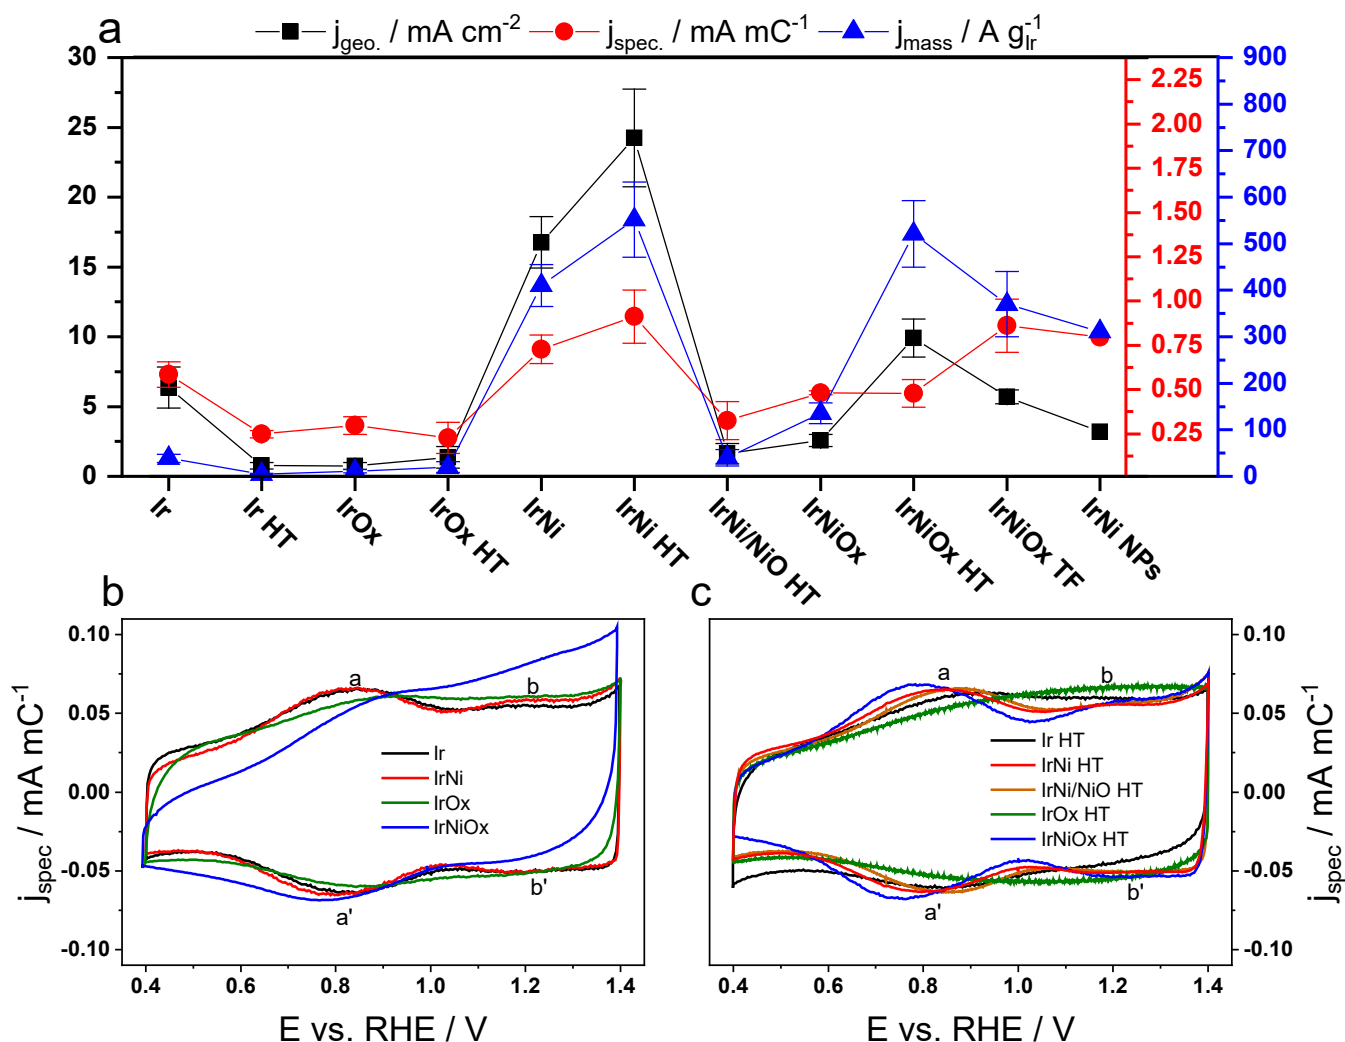 a
j_geo. / mA cm^-2 j_spec. / mA mC^-1 j_mass / A g_Ir^-1
30
25
20
15
10
5
0
2.25
2.00
1.75
1.50
1.25
1.00
0.75
0.50
0.25
900
800
700
600
500
400
300
200
100
0
Ir
Ir HT
IrOx
IrOx HT
IrNi
IrNi HT
IrNi/NiO HT
IrNiOx
IrNiOx HT
IrNiOx TF
IrNi NPs
b
j_spec / mA mC^-1
0.10
0.05
0.00
-0.05
-0.10
a
b
Ir
IrNi
IrOx
IrNiOx
a'
b'
0.4 0.6 0.8 1.0 1.2 1.4
E vs. RHE / V
c
a
b
Ir HT
IrNi HT
IrNi/NiO HT
IrOx HT
IrNiOx HT
a'
b'
0.10
0.05
0.00
-0.05
-0.10
j_spec / mA mC^-1
0.4 0.6 0.8 1.0 1.2 1.4
E vs. RHE / V